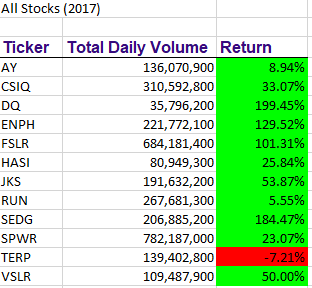 All Stocks (2017)
Ticker Total Daily Volume Return
AY 136,070,900 8.94%
CSIQ 310,592,800 33.07%
DQ 35,796,200 199.45%
ENPH 221,772,100 129.52%
FSLR 684,181,400 101.31%
HASI 80,949,300 25.84%
JKS 191,632,200 53.87%
RUN 267,681,300 5.55%
SEDG 206,885,200 184.47%
SPWR 782,187,000 23.07%
TERP 139,402,800 -7.21%
VSLR 109,487,900 50.00%